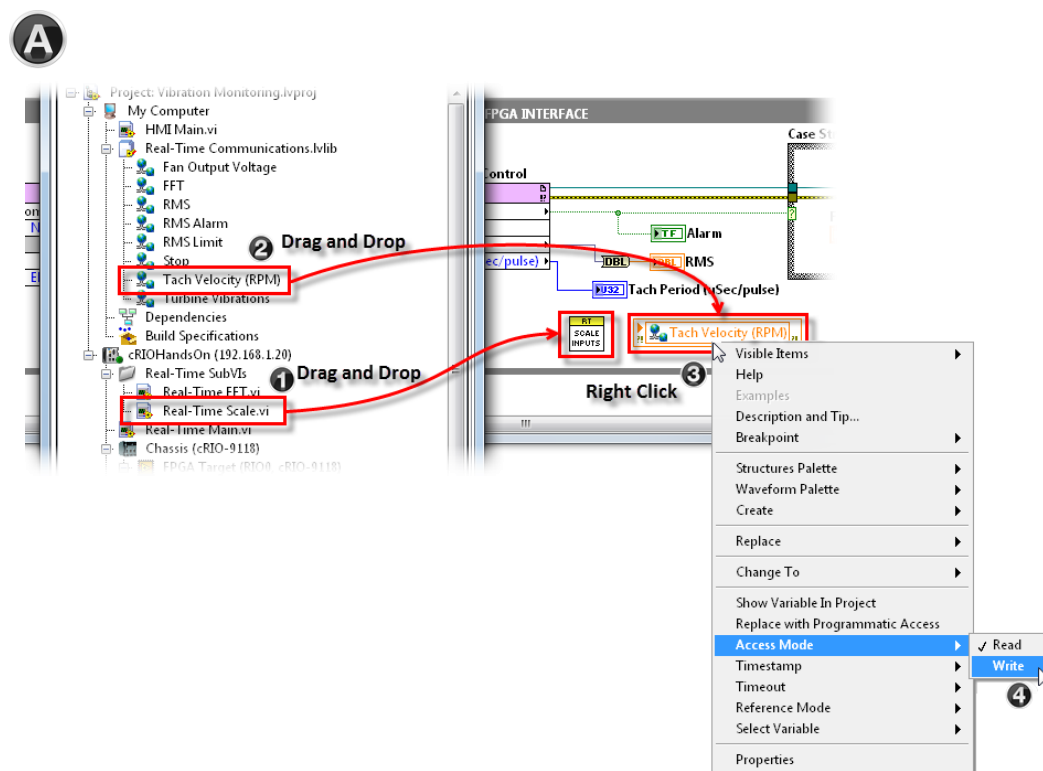 A
Project: Vibration Monitoring.lvproj
My Computer
HMI Main.vi
Real-Time Communications.lvlib
Fan Output Voltage
FFT
RMS
RMS Alarm
RMS Limit
Stop
Tach Velocity (RPM)
Turbine Vibrations
Dependencies
Build Specifications
cRIOHandsOn (192.168.1.20)
Real-Time SubVIs
Real-Time FFT.vi
Real-Time Scale.vi
Real-Time Main.vi
Chassis (cRIO-9118)
FPGA Target (RIO0, cRIO-9118)
2 Drag and Drop
1 Drag and Drop
FPGA INTERFACE
Case
Control
TF Alarm
DBL DBL RMS
ec/pulse)
U32 Tach Period (uSec/pulse)
RT
SCALE
INPUTS
Tach Velocity (RPM)
3
Right Click
Visible Items
Help
Examples
Description and Tip...
Breakpoint
Structures Palette
Waveform Palette
Create
Replace
Change To
Show Variable In Project
Replace with Programmatic Access
Access Mode
Timestamp
Timeout
Reference Mode
Select Variable
Properties
✓ Read
Write
4